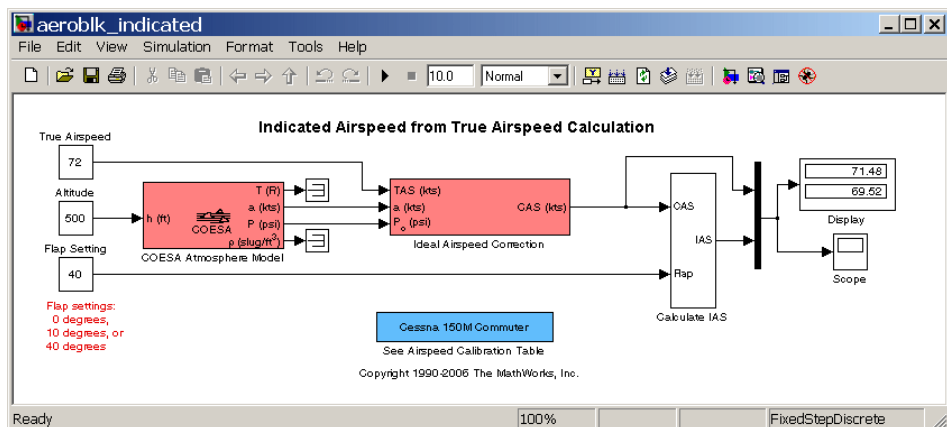 aeroblk_indicated
File Edit View Simulation Format Tools Help
10.0 Normal
Indicated Airspeed from True Airspeed Calculation
True Airspeed
72
Altitude
500
Flap Setting
40
Flap settings:
0 degrees,
10 degrees, or
40 degrees
h (ft)
COESA
T (R)
a (kts)
P (psi)
ρ (slug/ft³)
COESA Atmosphere Model
TAS (kts)
a (kts)
P₀ (psi)
CAS (kts)
Ideal Airspeed Correction
CAS
IAS
Flap
Calculate IAS
71.48
69.52
Display
Scope
Cessna 150M Commuter
See Airspeed Calibration Table
Copyright 1990-2006 The MathWorks, Inc.
Ready 100% FixedStepDiscrete